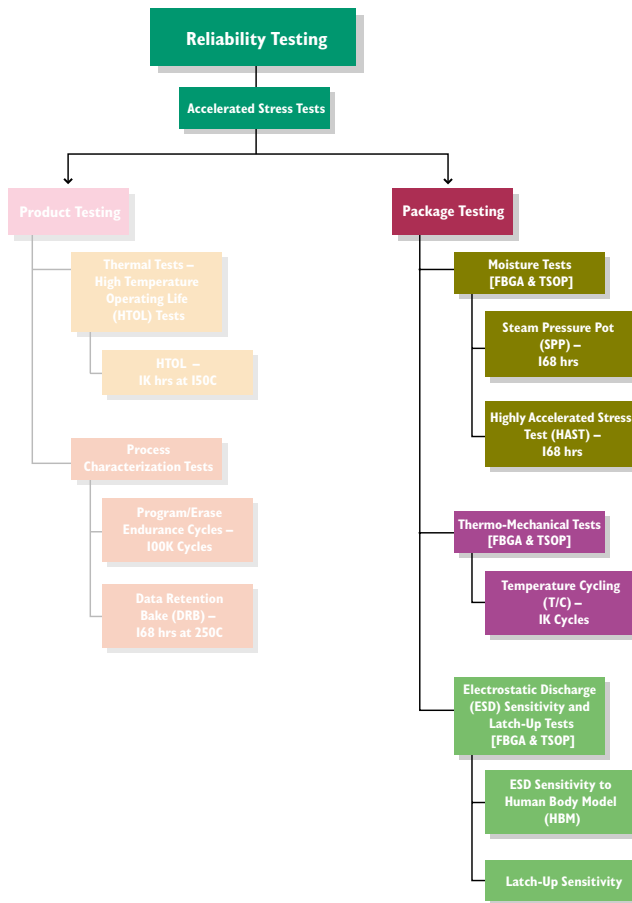 Reliability Testing
Accelerated Stress Tests
Product Testing
Thermal Tests –
High Temperature
Operating Life
(HTOL) Tests
HTOL –
1K hrs at 150C
Process
Characterization Tests
Program/Erase
Endurance Cycles –
100K Cycles
Data Retention
Bake (DRB) –
168 hrs at 250C
Package Testing
Moisture Tests
[FBGA & TSOP]
Steam Pressure Pot
(SPP) –
168 hrs
Highly Accelerated Stress
Test (HAST) –
168 hrs
Thermo-Mechanical Tests
[FBGA & TSOP]
Temperature Cycling
(T/C) –
1K Cycles
Electrostatic Discharge
(ESD) Sensitivity and
Latch-Up Tests
[FBGA & TSOP]
ESD Sensitivity to
Human Body Model
(HBM)
Latch-Up Sensitivity